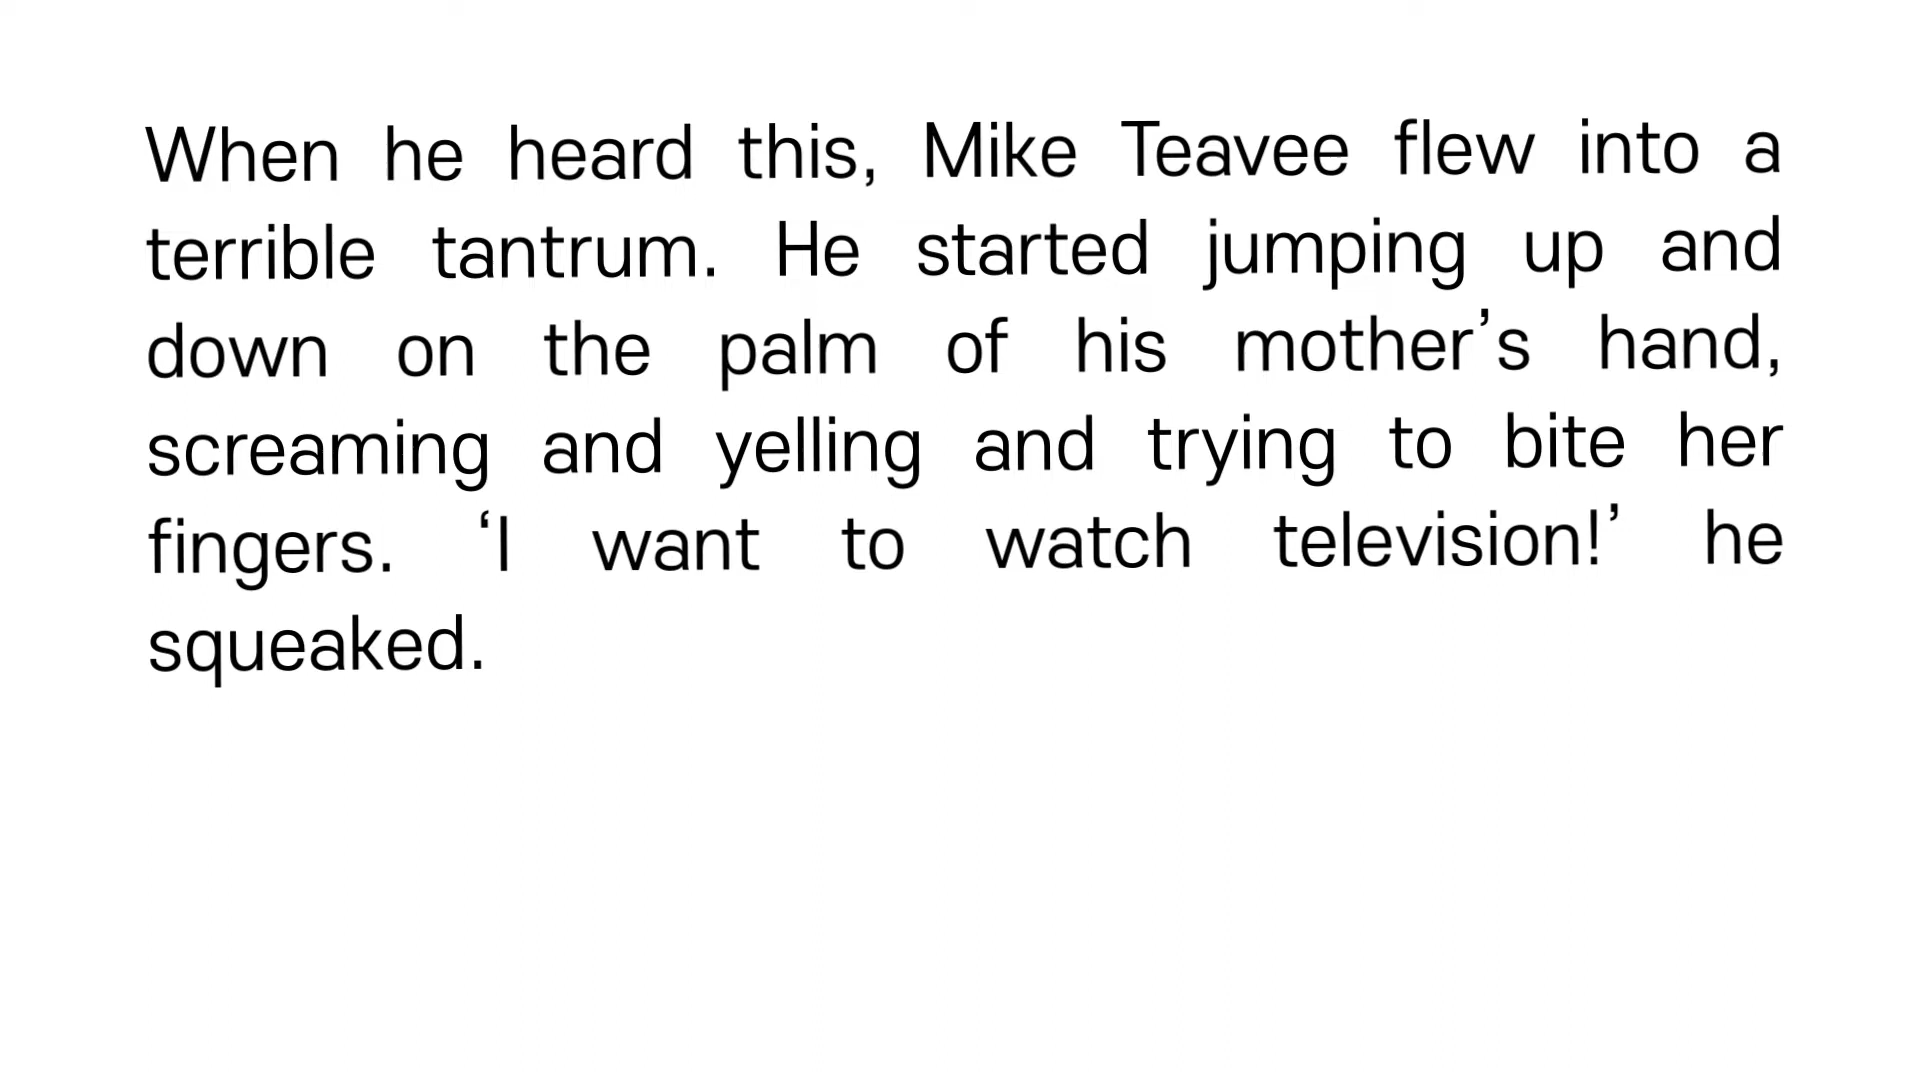 When he heard this, Mike Teavee flew into a
terrible tantrum. He started jumping up and
down on the palm of his mother’s hand,
screaming and yelling and trying to bite her
fingers. ‘I want to watch television!’ he
squeaked.